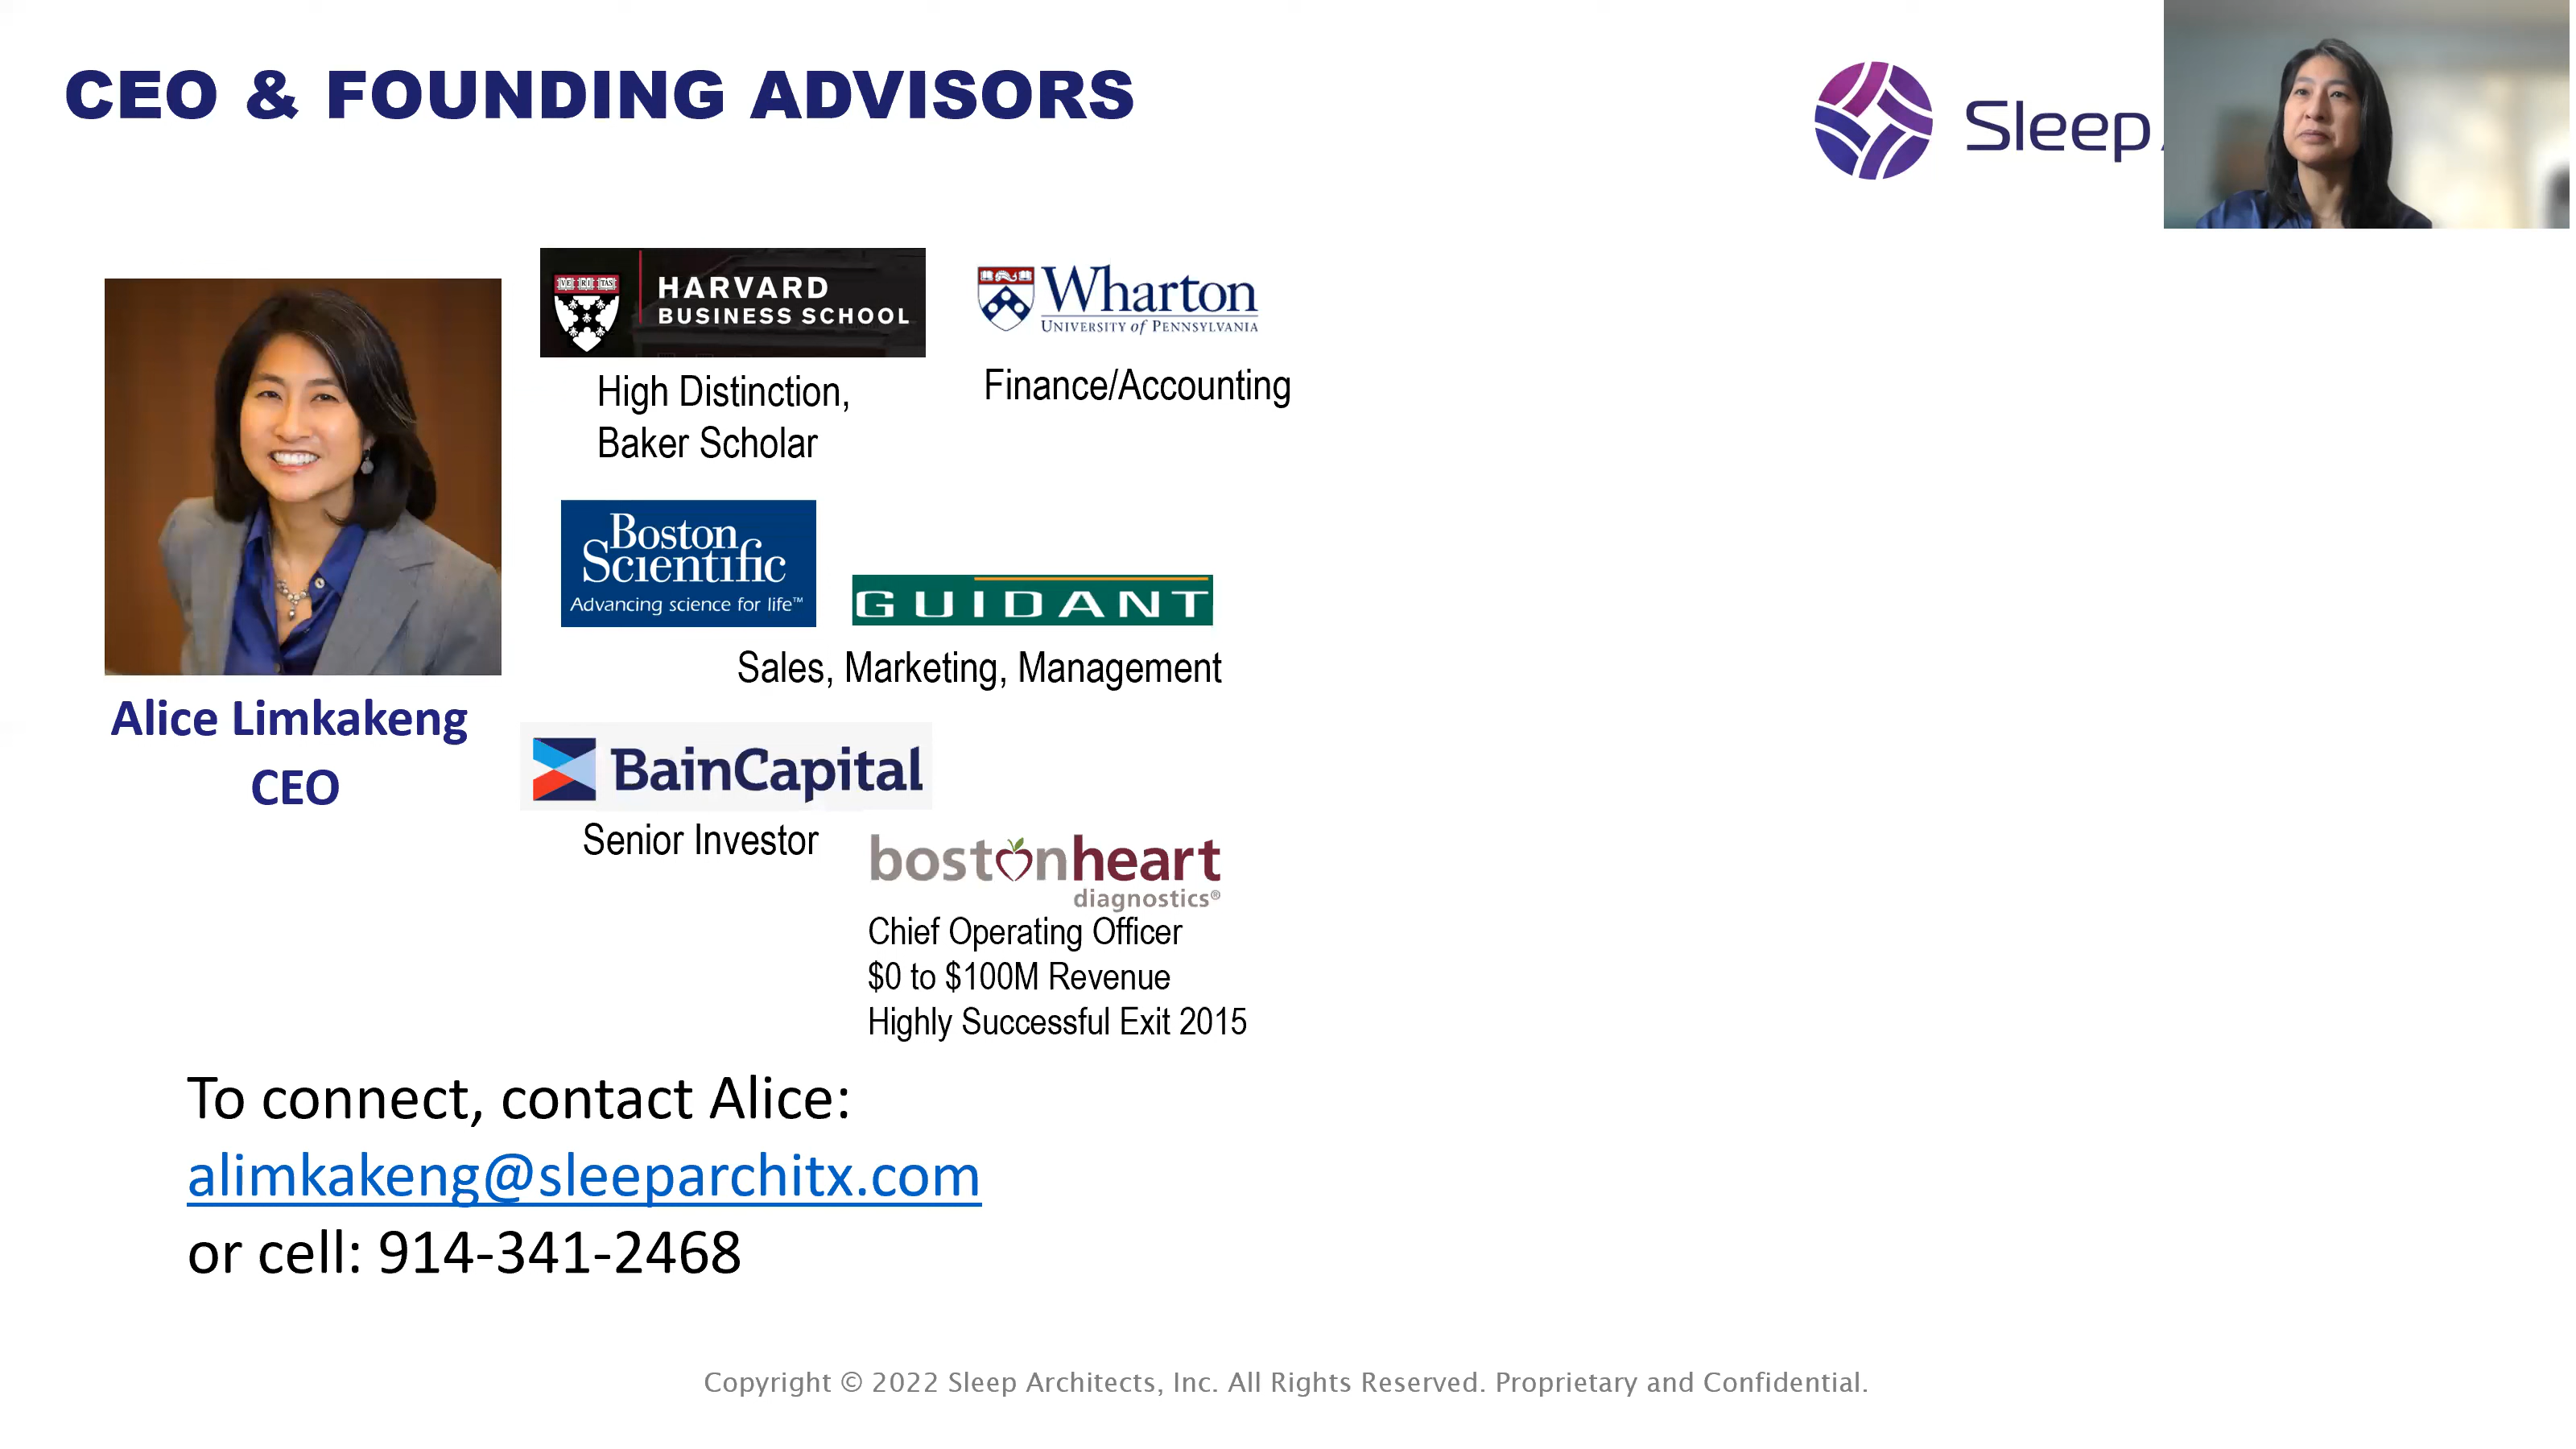 CEO & FOUNDING ADVISORS
Sleep
HARVARD
BUSINESS SCHOOL
High Distinction,
Baker Scholar
Wharton
UNIVERSITY of PENNSYLVANIA
Finance/Accounting
Boston
Scientific
Advancing science for life™
GUIDANT
Sales, Marketing, Management
Alice Limkakeng
CEO
BainCapital
Senior Investor
bostonheart
diagnostics®
Chief Operating Officer
$0 to $100M Revenue
Highly Successful Exit 2015
To connect, contact Alice:
alimkakeng@sleeparchitx.com
or cell: 914-341-2468
Copyright © 2022 Sleep Architects, Inc. All Rights Reserved. Proprietary and Confidential.